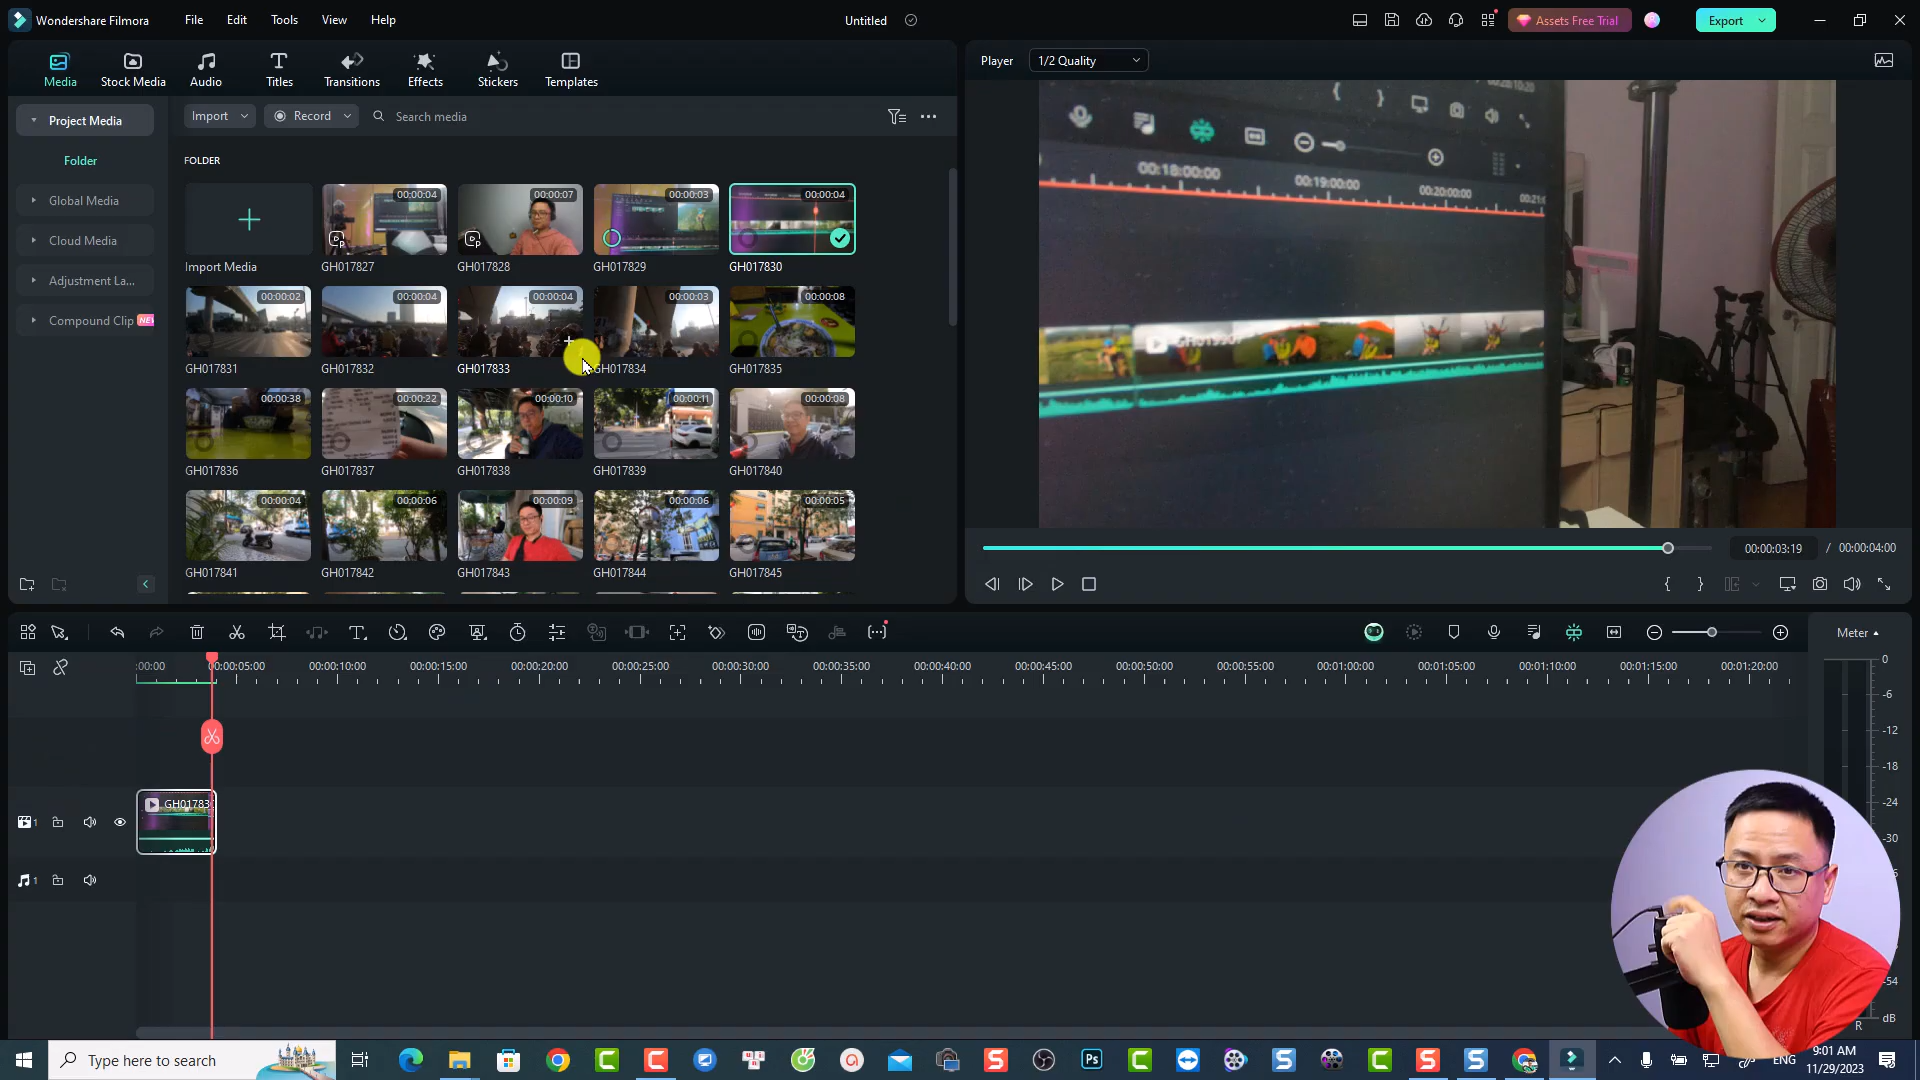 Wondershare Filmora File Edit Tools View Help Untitled Assets Free Trial Export
Media Stock Media Audio Titles Transitions Effects Stickers Templates
Player 1/2 Quality
Project Media
Import Record Search media
Folder
Global Media
Cloud Media
Adjustment La...
Compound Clip NEW
FOLDER
00:00:04 00:00:07 00:00:03 00:00:04
Import Media GH017827 GH017828 GH017829 GH017830
00:00:02 00:00:04 00:00:04 00:00:03 00:00:08
GH017831 GH017832 GH017833 GH017834 GH017835
00:00:38 00:00:22 00:00:10 00:00:11 00:00:08
GH017836 GH017837 GH017838 GH017839 GH017840
00:00:04 00:00:06 00:00:09 00:00:06 00:00:05
GH017841 GH017842 GH017843 GH017844 GH017845
00:18:00:00 00:19:00:00 00:20:00:00
00:00:03:19 / 00:00:04:00
Meter
:00:00 00:00:05:00 00:00:10:00 00:00:15:00 00:00:20:00 00:00:25:00 00:00:30:00 00:00:35:00 00:00:40:00 00:00:45:00 00:00:50:00 00:00:55:00 00:01:00:00 00:01:05:00 00:01:10:00 00:01:15:00 00:01:20:00
0
-6
-12
-18
-24
-30
-54
dB
R
GH01783
1
1
Type here to search
Ps
ENG
9:01 AM
11/29/2023